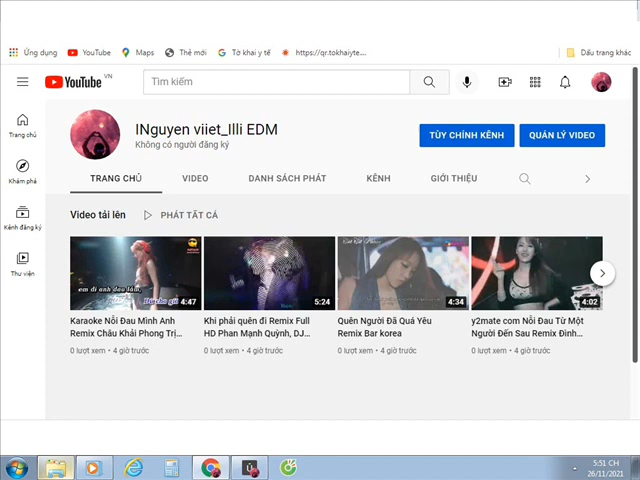 Ứng dụng YouTube Maps Thẻ mới Tờ khai y tế https://qr.tokhaiyte.... Dấu trang khác
YouTube VN Tìm kiếm
Trang chủ
Khám phá
Kênh đăng ký
Thư viện
INguyen viiet_Illi EDM
Không có người đăng ký
TÙY CHỈNH KÊNH QUẢN LÝ VIDEO
TRANG CHỦ VIDEO DANH SÁCH PHÁT KÊNH GIỚI THIỆU
Video tải lên PHÁT TẤT CẢ
em đi anh đau lắm,
4:47 5:24 4:34 4:02
Karaoke Nỗi Đau Mình Anh
Remix Châu Khải Phong Trị...
0 lượt xem • 4 giờ trước
Khi phải quên đi Remix Full
HD Phan Mạnh Quỳnh, DJ...
0 lượt xem • 4 giờ trước
Quên Người Đã Quá Yêu
Remix Bar korea
0 lượt xem • 4 giờ trước
y2mate com Nỗi Đau Từ Một
Người Đến Sau Remix Đình...
0 lượt xem • 4 giờ trước
5:51 CH
26/11/2021